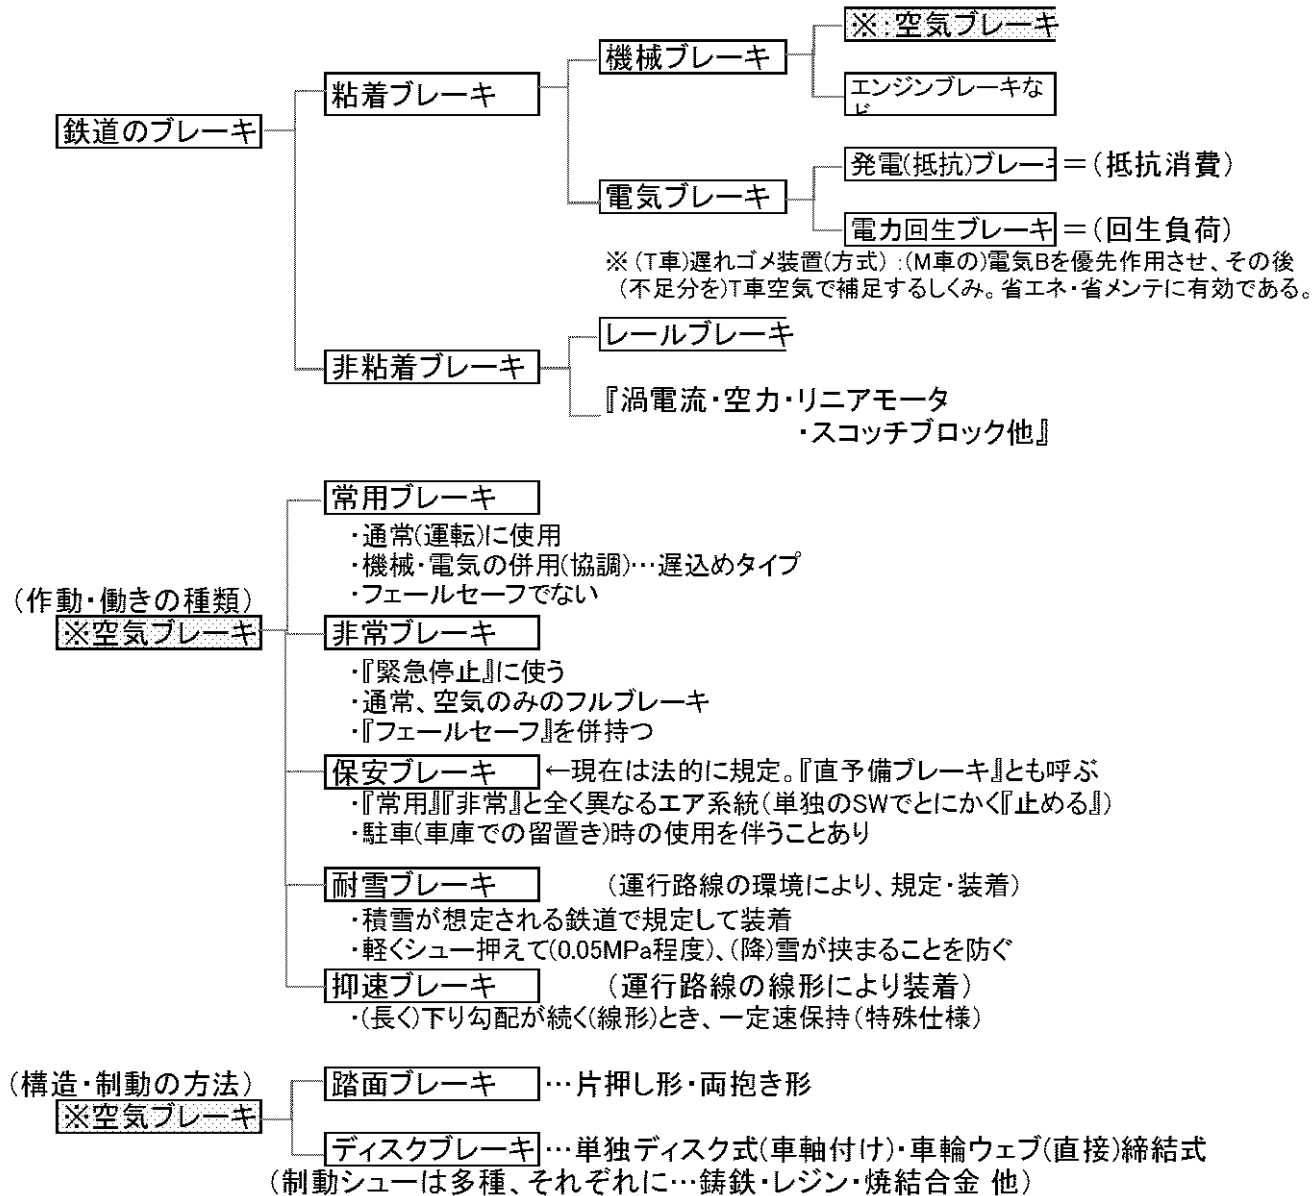 ※:空気ブレーキ
機械ブレーキ
粘着ブレーキ
エンジンブレーキな
鉄道のブレーキ
発電(抵抗)ブレー =(抵抗消費)
電気ブレーキ
電力回生ブレーキ =(回生負荷)
※(T車)遅れゴメ装置(方式) :(M車の)電気Bを優先作用させ、その後
(不足分を)T車空気で補足するしくみ。省エネ・省メンテに有効である。
レールブレーキ
非粘着ブレーキ
『渦電流・空力・リニアモータ
・スコッチブロック他』
常用ブレーキ
・通常(運転)に使用
・機械・電気の併用(協調)…遅込めタイプ
・フェールセーフでない
(作動・働きの種類)
※空気ブレーキ
非常ブレーキ
・『緊急停止』に使う
・通常、空気のみのフルブレーキ
・『フェールセーフ』を併持つ
保安ブレーキ ←現在は法的に規定。『直予備ブレーキ』とも呼ぶ
・『常用』『非常』と全く異なるエア系統(単独のSWでとにかく『止める』)
・駐車(車庫での留置き)時の使用を伴うことあり
耐雪ブレーキ (運行路線の環境により、規定・装着)
・積雪が想定される鉄道で規定して装着
・軽くシュー押えて(0.05MPa程度)、(降)雪が挟まることを防ぐ
抑速ブレーキ (運行路線の線形により装着)
・(長く)下り勾配が続く(線形)とき、一定速保持(特殊仕様)
(構造・制動の方法)
※空気ブレーキ
踏面ブレーキ …片押し形・両抱き形
ディスクブレーキ …単独ディスク式(車軸付け)・車輪ウェブ(直接)締結式
(制動シューは多種、それぞれに…鋳鉄・レジン・焼結合金 他)